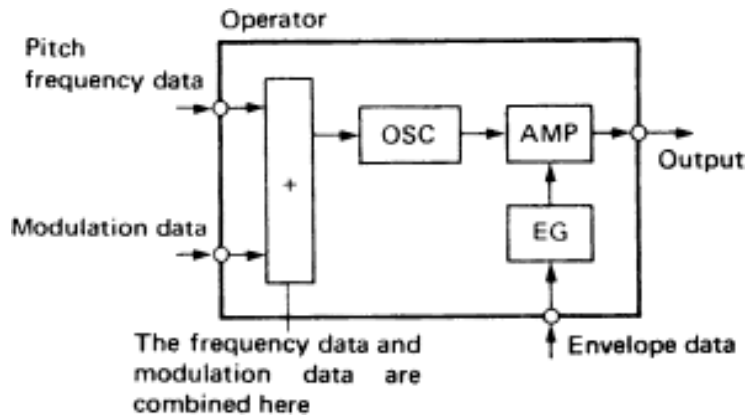 Operator
Pitch
frequency data
OSC
AMP
Output
+
Modulation data
EG
The frequency data and
modulation data are
combined here
Envelope data